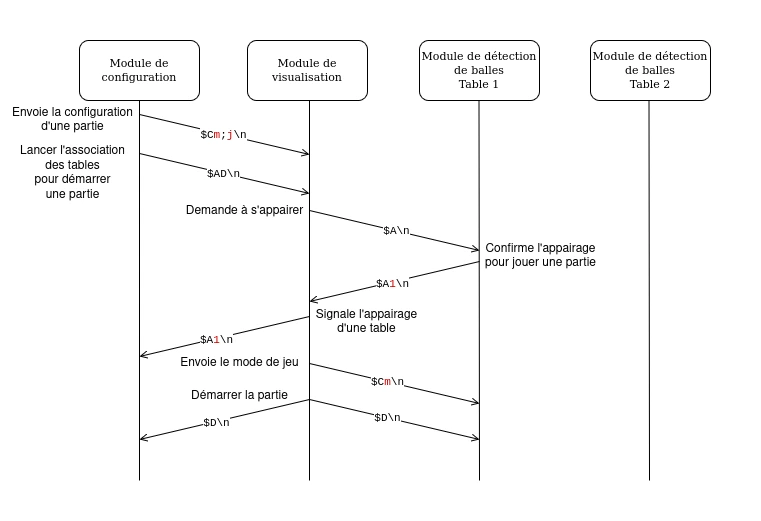 Module de
configuration
Module de
visualisation
Module de détection
de balles
Table 1
Module de détection
de balles
Table 2
Envoie la configuration
d'une partie
$Cm;j\n
Lancer l'association
des tables
pour démarrer
une partie
$AD\n
Demande à s'appairer
$A\n
Confirme l'appairage
pour jouer une partie
$A1\n
Signale l'appairage
d'une table
$A1\n
Envoie le mode de jeu
$Cm\n
Démarrer la partie
$D\n
$D\n